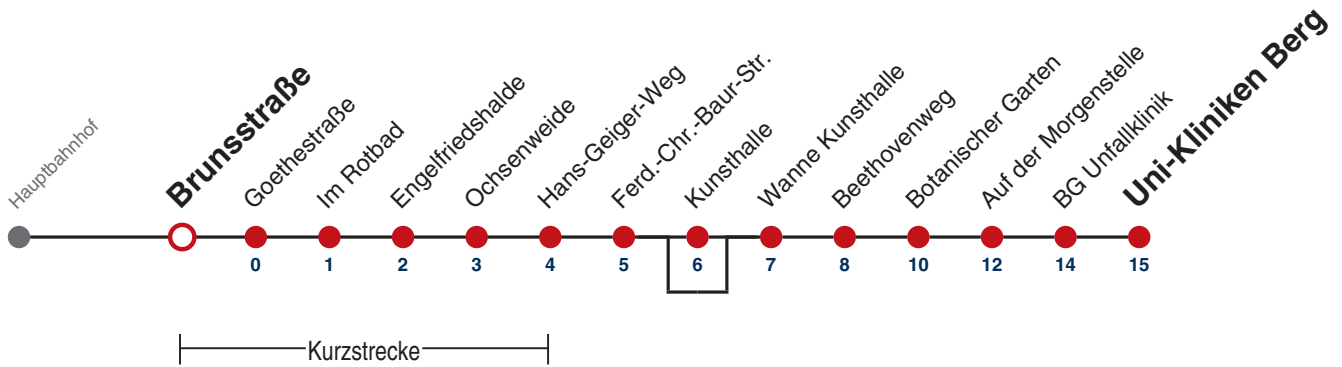 Hauptbahnhof
Brunsstraße
Goethestraße
Im Rotbad
Engelfriedshalde
Ochsenweide
Hans-Geiger-Weg
Ferd.-Chr.-Baur-Str.
Kunsthalle
Wanne Kunsthalle
Beethovenweg
Botanischer Garten
Auf der Morgenstelle
BG Unfallklinik
Uni-Kliniken Berg
0 1 2 3 4 5 6 7 8 10 12 14 15
Kurzstrecke